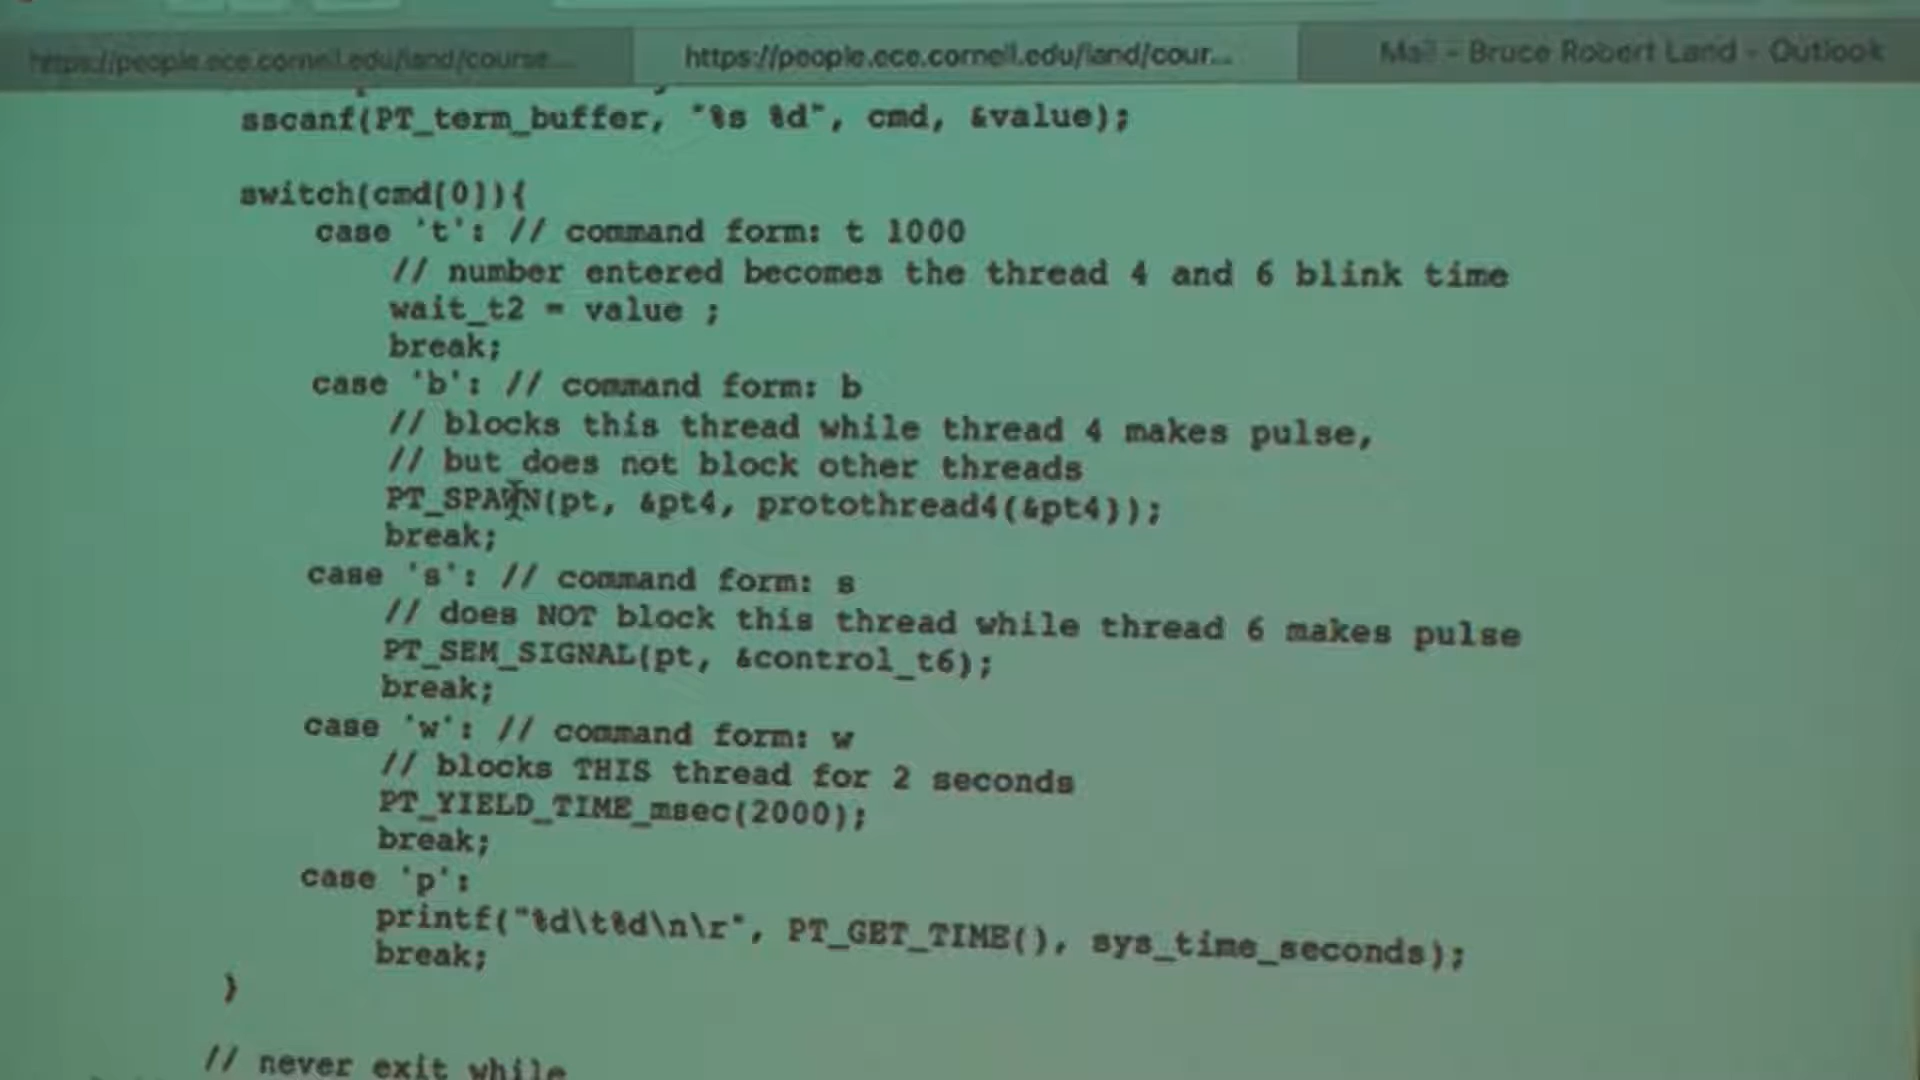 https://people.ece.cornell.edu/land/course... https://people.ece.cornell.edu/land/cour... Mail - Bruce Robert Land - Outlook
sscanf(PT_term_buffer, "%s %d", cmd, &value);
switch(cmd[0]){
case 't': // command form: t 1000
// number entered becomes the thread 4 and 6 blink time
wait_t2 = value ;
break;
case 'b': // command form: b
// blocks this thread while thread 4 makes pulse,
// but does not block other threads
PT_SPAWN(pt, &pt4, protothread4(&pt4));
break;
case 's': // command form: s
// does NOT block this thread while thread 6 makes pulse
PT_SEM_SIGNAL(pt, &control_t6);
break;
case 'w': // command form: w
// blocks THIS thread for 2 seconds
PT_YIELD_TIME_msec(2000);
break;
case 'p':
printf("%d\t%d\n\r", PT_GET_TIME(), sys_time_seconds);
break;
}
// never exit while